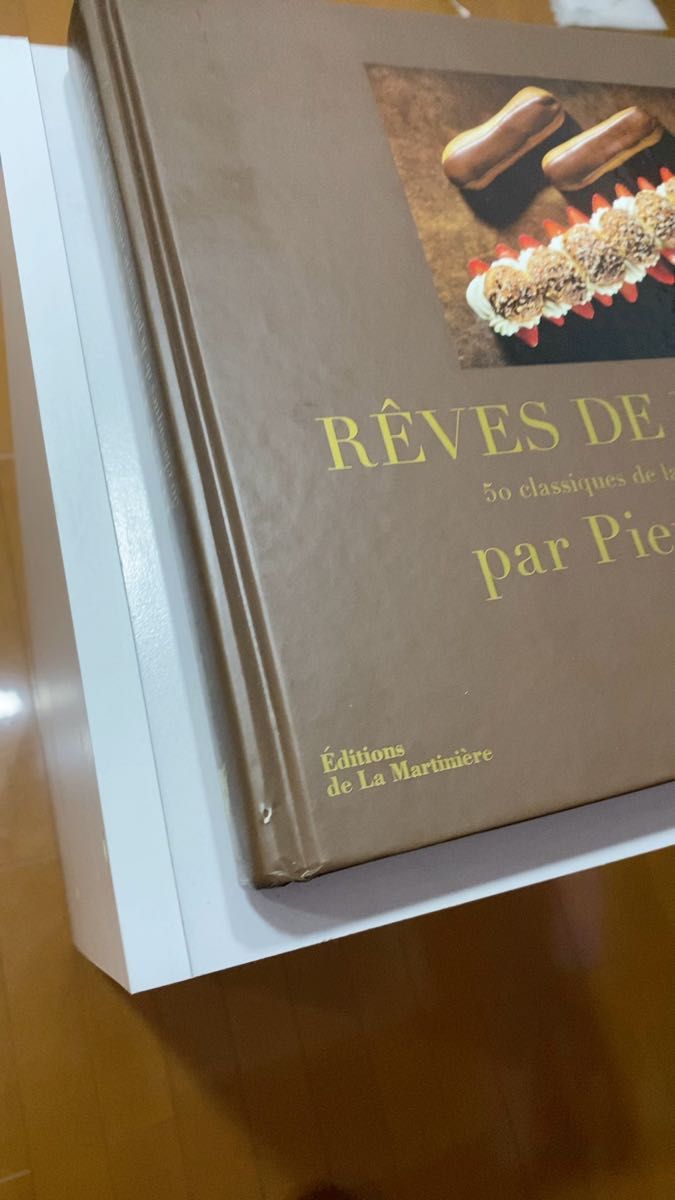 RÊVES DE
50 classiques de la
par Pie
Éditions
de La Martinière